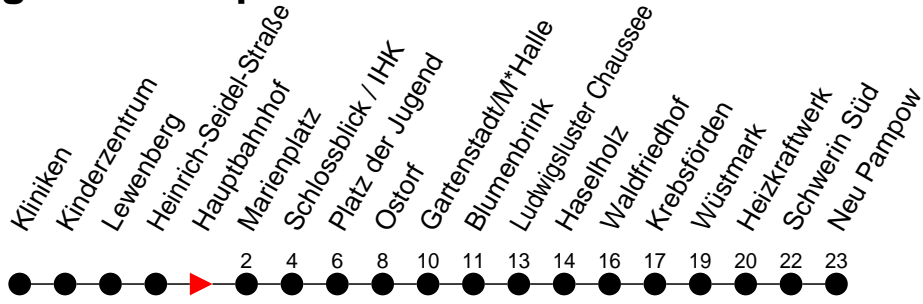 Kliniken
Kinderzentrum
Lewenberg
Heinrich-Seidel-Straße
Hauptbahnhof
Marienplatz
Schlossblick / IHK
Platz der Jugend
Ostorf
Gartenstadt/M*Halle
Blumenbrink
Ludwigsluster Chaussee
Haselholz
Waldfriedhof
Krebsförden
Wüstmark
Heizkraftwerk
Schwerin Süd
Neu Pampow
2 4 6 8 10 11 13 14 16 17 19 20 22 23